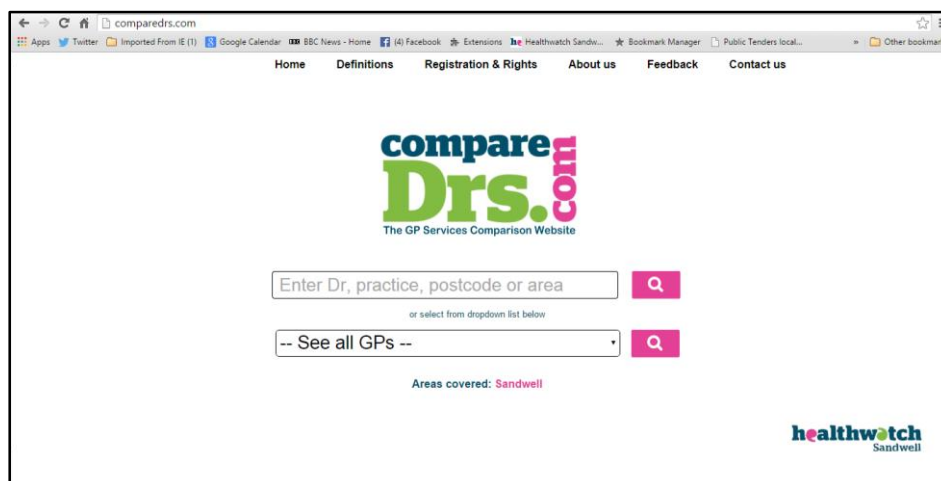 comparedrs.com
Apps Twitter Imported From IE (1) Google Calendar BBC News - Home (4) Facebook Extensions Healthwatch Sandw... Bookmark Manager Public Tenders local... » Other bookmar
Home Definitions Registration & Rights About us Feedback Contact us
compare
Drs.com
The GP Services Comparison Website
Enter Dr, practice, postcode or area
or select from dropdown list below
-- See all GPs --
Areas covered: Sandwell
healthwatch
Sandwell